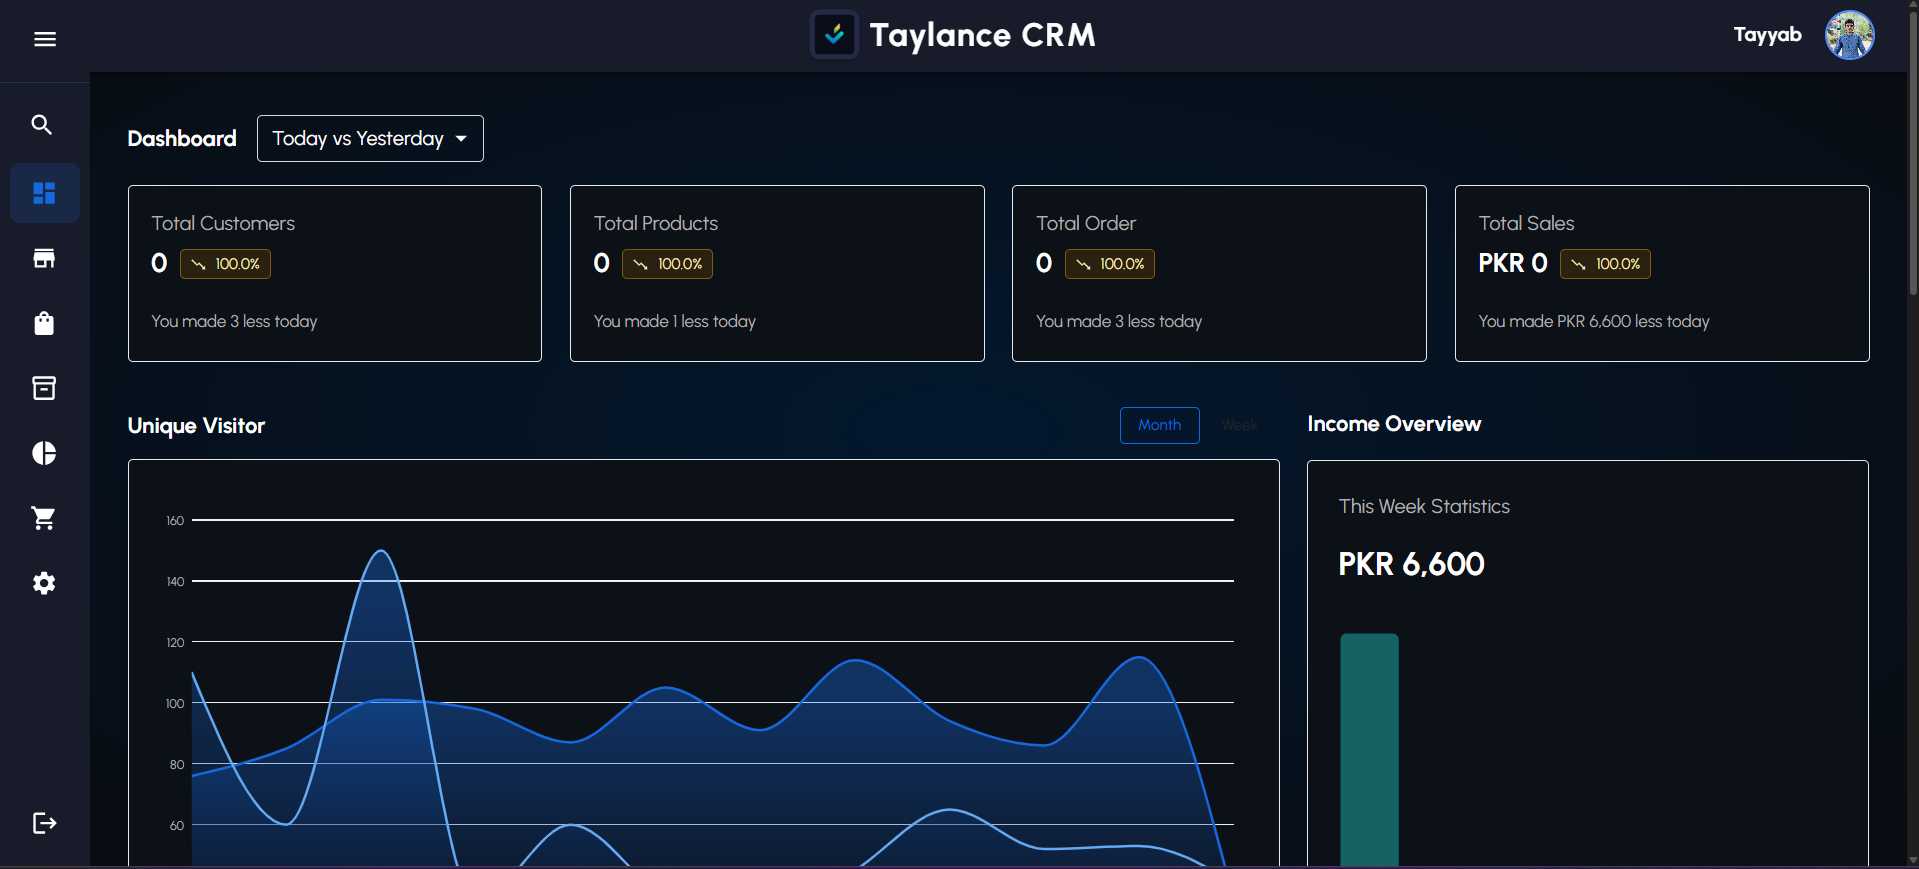 Taylance CRM
Tayyab
Dashboard
Today vs Yesterday
Total Customers
0 100.0%
You made 3 less today
Total Products
0 100.0%
You made 1 less today
Total Order
0 100.0%
You made 3 less today
Total Sales
PKR 0 100.0%
You made PKR 6,600 less today
Unique Visitor
Month
Week
160
140
120
100
80
60
Income Overview
This Week Statistics
PKR 6,600